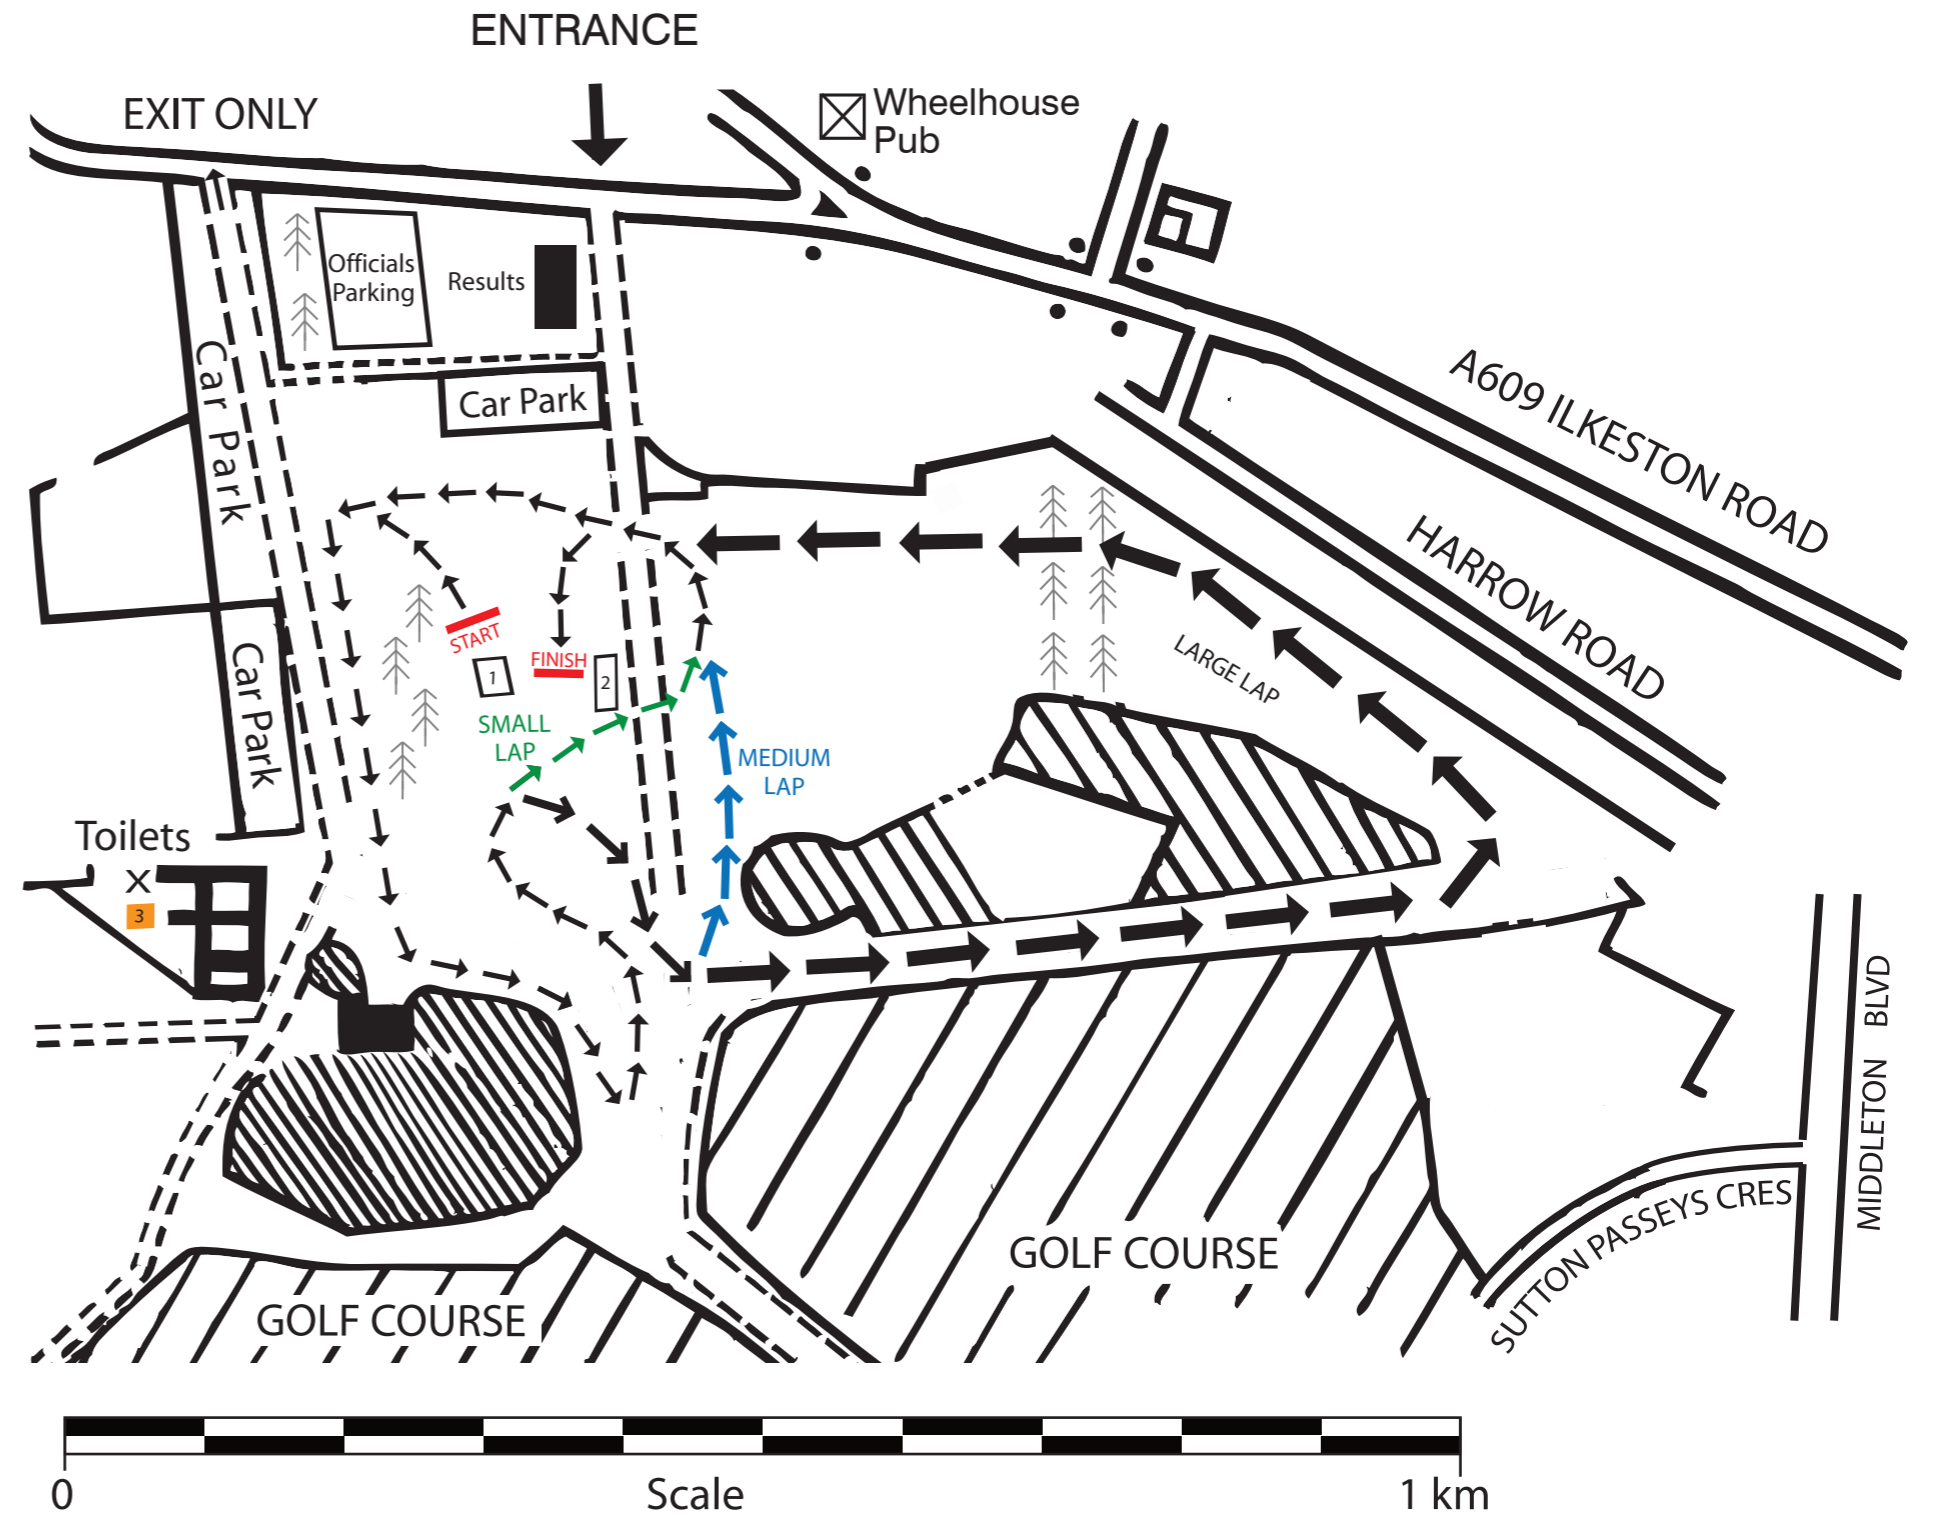 ENTRANCE
EXIT ONLY
Wheelhouse
Pub
Officials
Parking
Results
Car Park
Car Park
A609 ILKESTON ROAD
HARROW ROAD
LARGE LAP
START
FINISH
1
2
SMALL
LAP
MEDIUM
LAP
Car Park
Toilets
X
3
MIDDLETON BLVD
SUTTON PASSEYS CRES
GOLF COURSE
GOLF COURSE
0
Scale
1 km